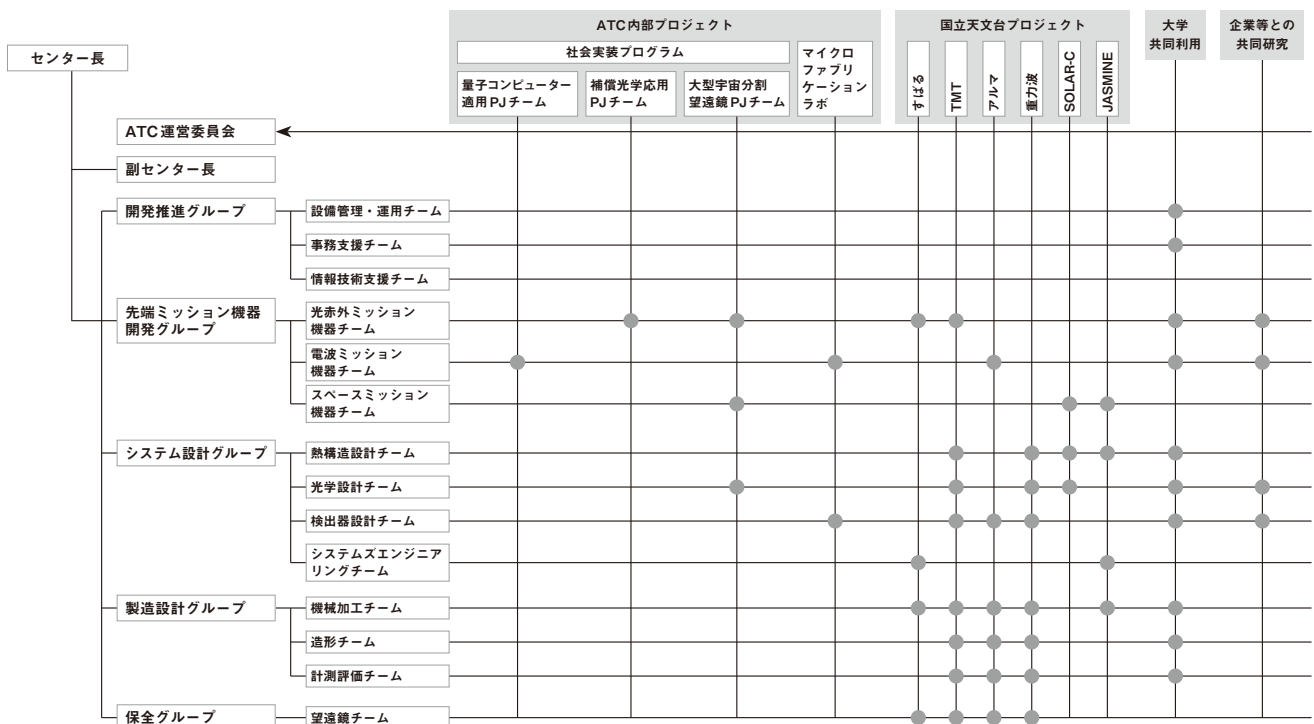 ATC内部プロジェクト
国立天文台プロジェクト
大学
共同利用
企業等との
共同研究
センター長
社会実装プログラム
マイクロ
ファブリ
ケーション
ラボ
量子コンピューター
適用PJチーム
補償光学応用
PJチーム
大型宇宙分割
望遠鏡PJチーム
すばる
TMT
アルマ
重力波
SOLAR-C
JASMINE
ATC運営委員会
副センター長
開発推進グループ
設備管理・運用チーム
事務支援チーム
情報技術支援チーム
先端ミッション機器
開発グループ
光赤外ミッション
機器チーム
電波ミッション
機器チーム
スペースミッション
機器チーム
システム設計グループ
熱構造設計チーム
光学設計チーム
検出器設計チーム
システムズエンジニア
リングチーム
製造設計グループ
機械加工チーム
造形チーム
計測評価チーム
保全グループ
望遠鏡チーム